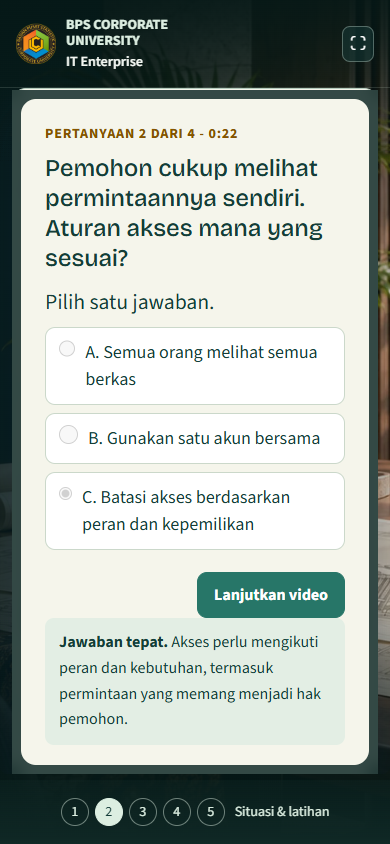 BPS CORPORATE
UNIVERSITY
IT Enterprise
PERTANYAAN 2 DARI 4 - 0:22
Pemohon cukup melihat
permintaannya sendiri.
Aturan akses mana yang
sesuai?
Pilih satu jawaban.
A. Semua orang melihat semua
berkas
B. Gunakan satu akun bersama
C. Batasi akses berdasarkan
peran dan kepemilikan
Lanjutkan video
Jawaban tepat. Akses perlu mengikuti
peran dan kebutuhan, termasuk
permintaan yang memang menjadi hak
pemohon.
1 2 3 4 5 Situasi & latihan